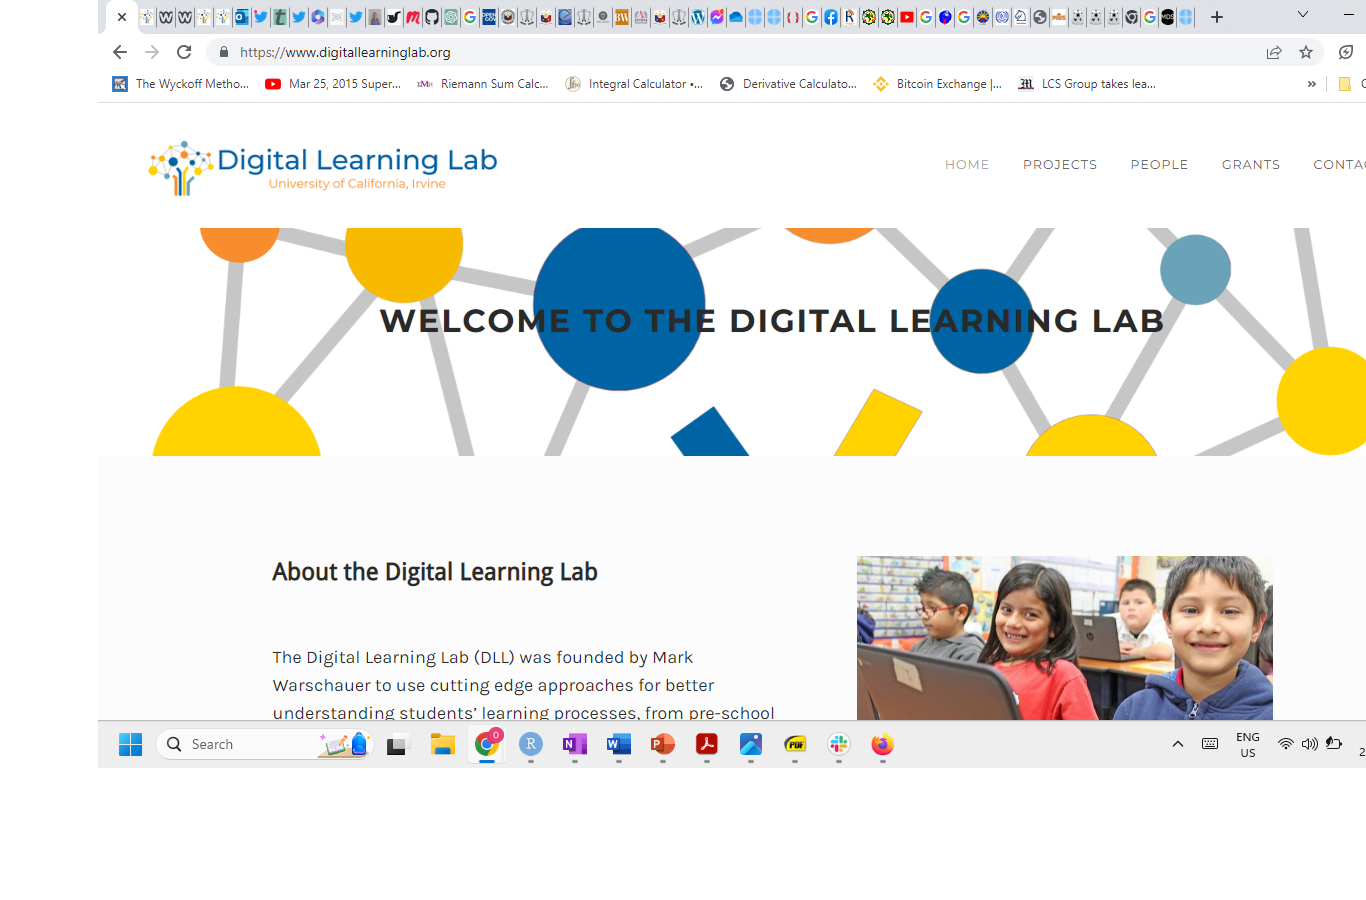 https://www.digitallearninglab.org
The Wyckoff Metho...
Mar 25, 2015 Super...
Riemann Sum Calc...
Integral Calculator •...
Derivative Calculato...
Bitcoin Exchange |...
LCS Group takes lea...
»
Digital Learning Lab
University of California, Irvine
HOME
PROJECTS
PEOPLE
GRANTS
CONTAC
WELCOME TO THE DIGITAL LEARNING LAB
About the Digital Learning Lab
The Digital Learning Lab (DLL) was founded by Mark
Warschauer to use cutting edge approaches for better
understanding students’ learning processes, from pre-school
Search
0
ENG
US
2